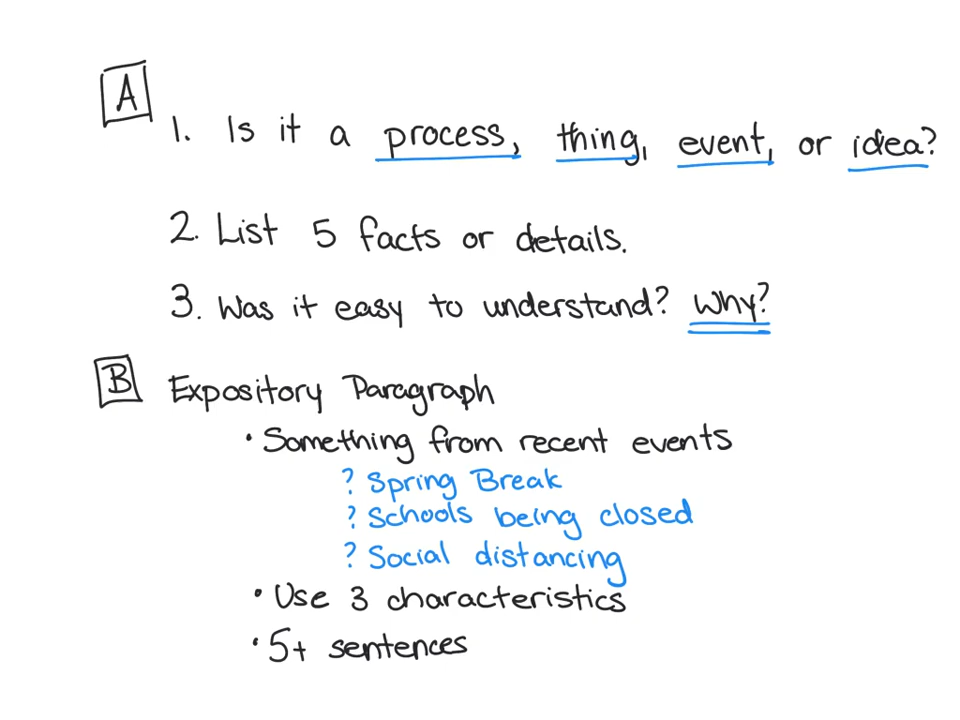 A
1. Is it a process, thing, event, or idea?
2. List 5 facts or details.
3. Was it easy to understand? Why?
B Expository Paragraph
• Something from recent events
? Spring Break
? Schools being closed
? Social distancing
• Use 3 characteristics
• 5+ sentences